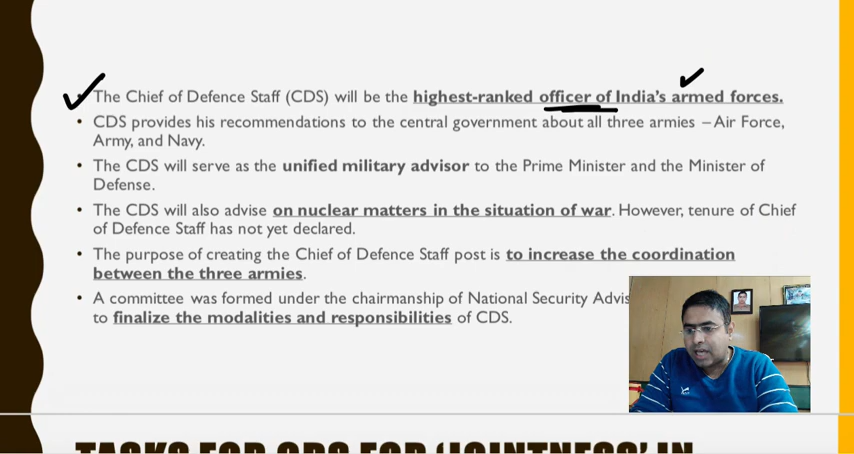 The Chief of Defence Staff (CDS) will be the highest-ranked officer of India's armed forces.
CDS provides his recommendations to the central government about all three armies – Air Force,
Army, and Navy.
The CDS will serve as the unified military advisor to the Prime Minister and the Minister of
Defense.
The CDS will also advise on nuclear matters in the situation of war. However, tenure of Chief
of Defence Staff has not yet declared.
The purpose of creating the Chief of Defence Staff post is to increase the coordination
between the three armies.
A committee was formed under the chairmanship of National Security
to finalize the modalities and responsibilities of CDS.
TASKS FOR CDS FOR 'JOINTNESS' IN